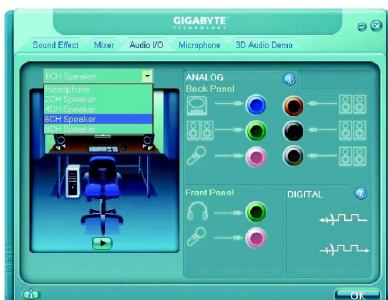 GIGABYTE
TECHNOLOGY
Sound Effect
Mixer
Audio I/O
Microphone
3D Audio Demo
6CH Speaker
Headphone
2CH Speaker
4CH Speaker
6CH Speaker
8CH Speaker
ANALOG
Back Panel
Front Panel
DIGITAL
OK